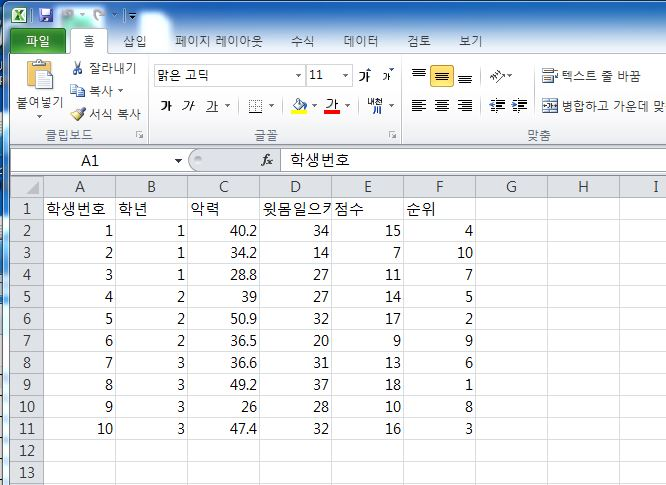 파일 홈 삽입 페이지 레이아웃 수식 데이터 검토 보기
붙여넣기
잘라내기
복사
서식 복사
클립보드
맑은 고딕 11
가 가
가 가 가 가 내천
글꼴
텍스트 줄 바꿈
병합하고 가운데 맞
맞춤
A1 fx 학생번호
A B C D E F G H I
1 학생번호 학년 악력 윗몸일으키 점수 순위
2 1 1 40.2 34 15 4
3 2 1 34.2 14 7 10
4 3 1 28.8 27 11 7
5 4 2 39 27 14 5
6 5 2 50.9 32 17 2
7 6 2 36.5 20 9 9
8 7 3 36.6 31 13 6
9 8 3 49.2 37 18 1
10 9 3 26 28 10 8
11 10 3 47.4 32 16 3
12
13